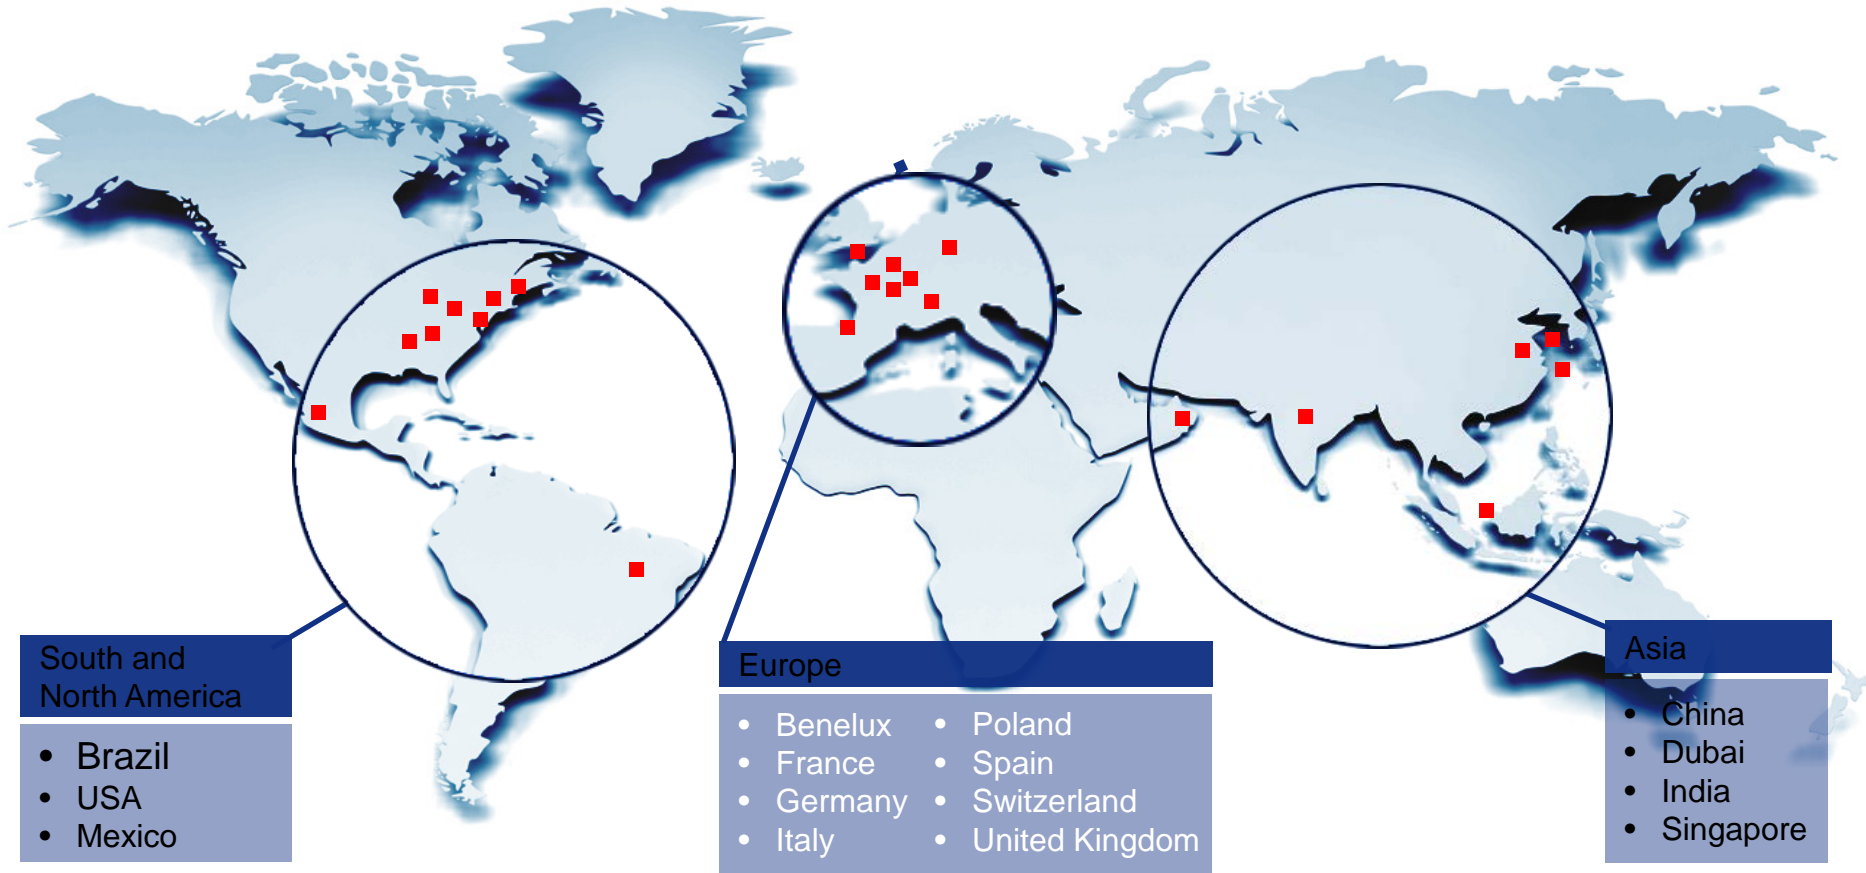 South and
North America
• Brazil
• USA
• Mexico
Europe
• Benelux
• France
• Germany
• Italy
• Poland
• Spain
• Switzerland
• United Kingdom
Asia
• China
• Dubai
• India
• Singapore